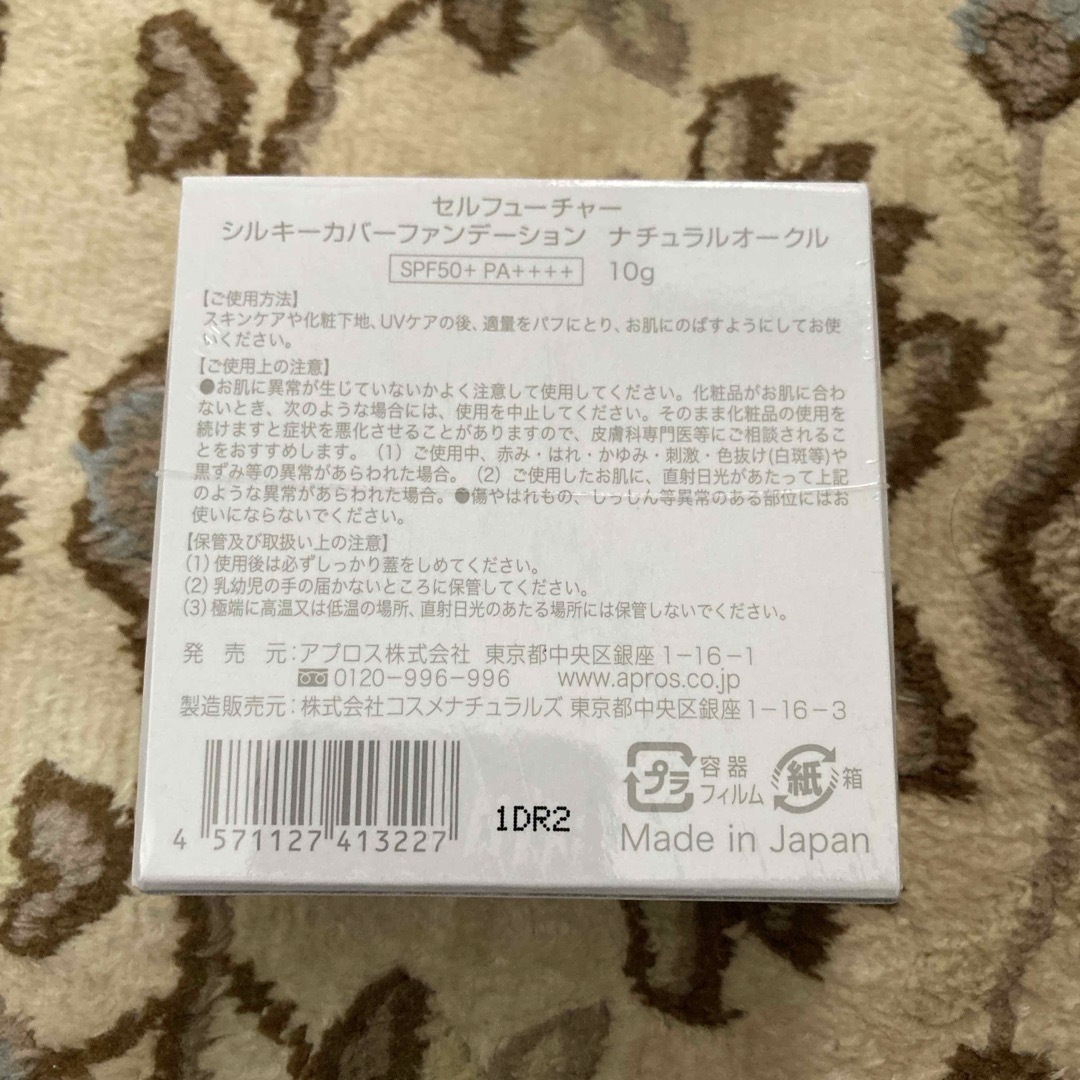 セルフューチャー
シルキーカバーファンデーション ナチュラルオークル
SPF50+ PA++++ 10g
【ご使用方法】
スキンケアや化粧下地、UVケアの後、適量をパフにとり、お肌にのばすようにしてお使
いください。
【ご使用上の注意】
●お肌に異常が生じていないかよく注意して使用してください。化粧品がお肌に合わ
ないとき、次のような場合には、使用を中止してください。そのまま化粧品の使用を
続けますと症状を悪化させることがありますので、皮膚科専門医等にご相談されるこ
とをおすすめします。(1)ご使用中、赤み・はれ・かゆみ・刺激・色抜け(白斑等)や
黒ずみ等の異常があらわれた場合。(2)ご使用したお肌に、直射日光があたって上記
のような異常があらわれた場合。●傷やはれもの、しっしん等異常のある部位にはお
使いにならないでください。
【保管及び取扱い上の注意】
(1)使用後は必ずしっかり蓋をしめてください。
(2)乳幼児の手の届かないところに保管してください。
(3)極端に高温又は低温の場所、直射日光のあたる場所には保管しないでください。
発売元:アプロス株式会社 東京都中央区銀座1-16-1
0120-996-996 www.apros.co.jp
製造販売元:株式会社コスメナチュラルズ 東京都中央区銀座1-16-3
プラ 容器 フィルム 紙 箱
4 571127 413227 1DR2 Made in Japan